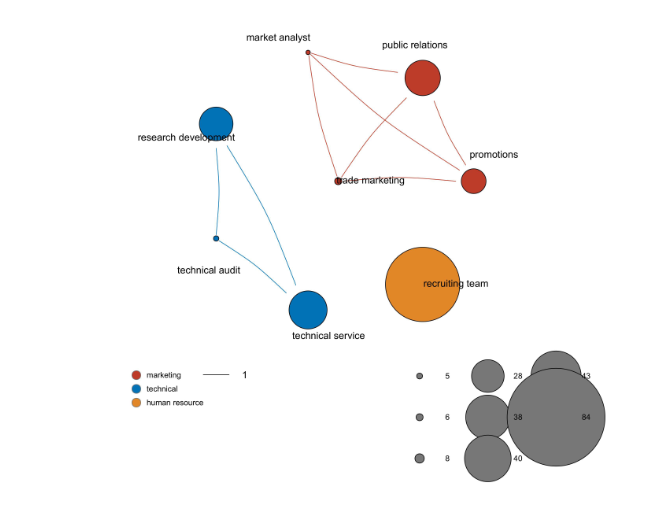 market analyst
public relations
research development
promotions
trade marketing
technical audit
recruiting team
technical service
marketing
1
technical
human resource
5
28
43
6
38
84
8
40